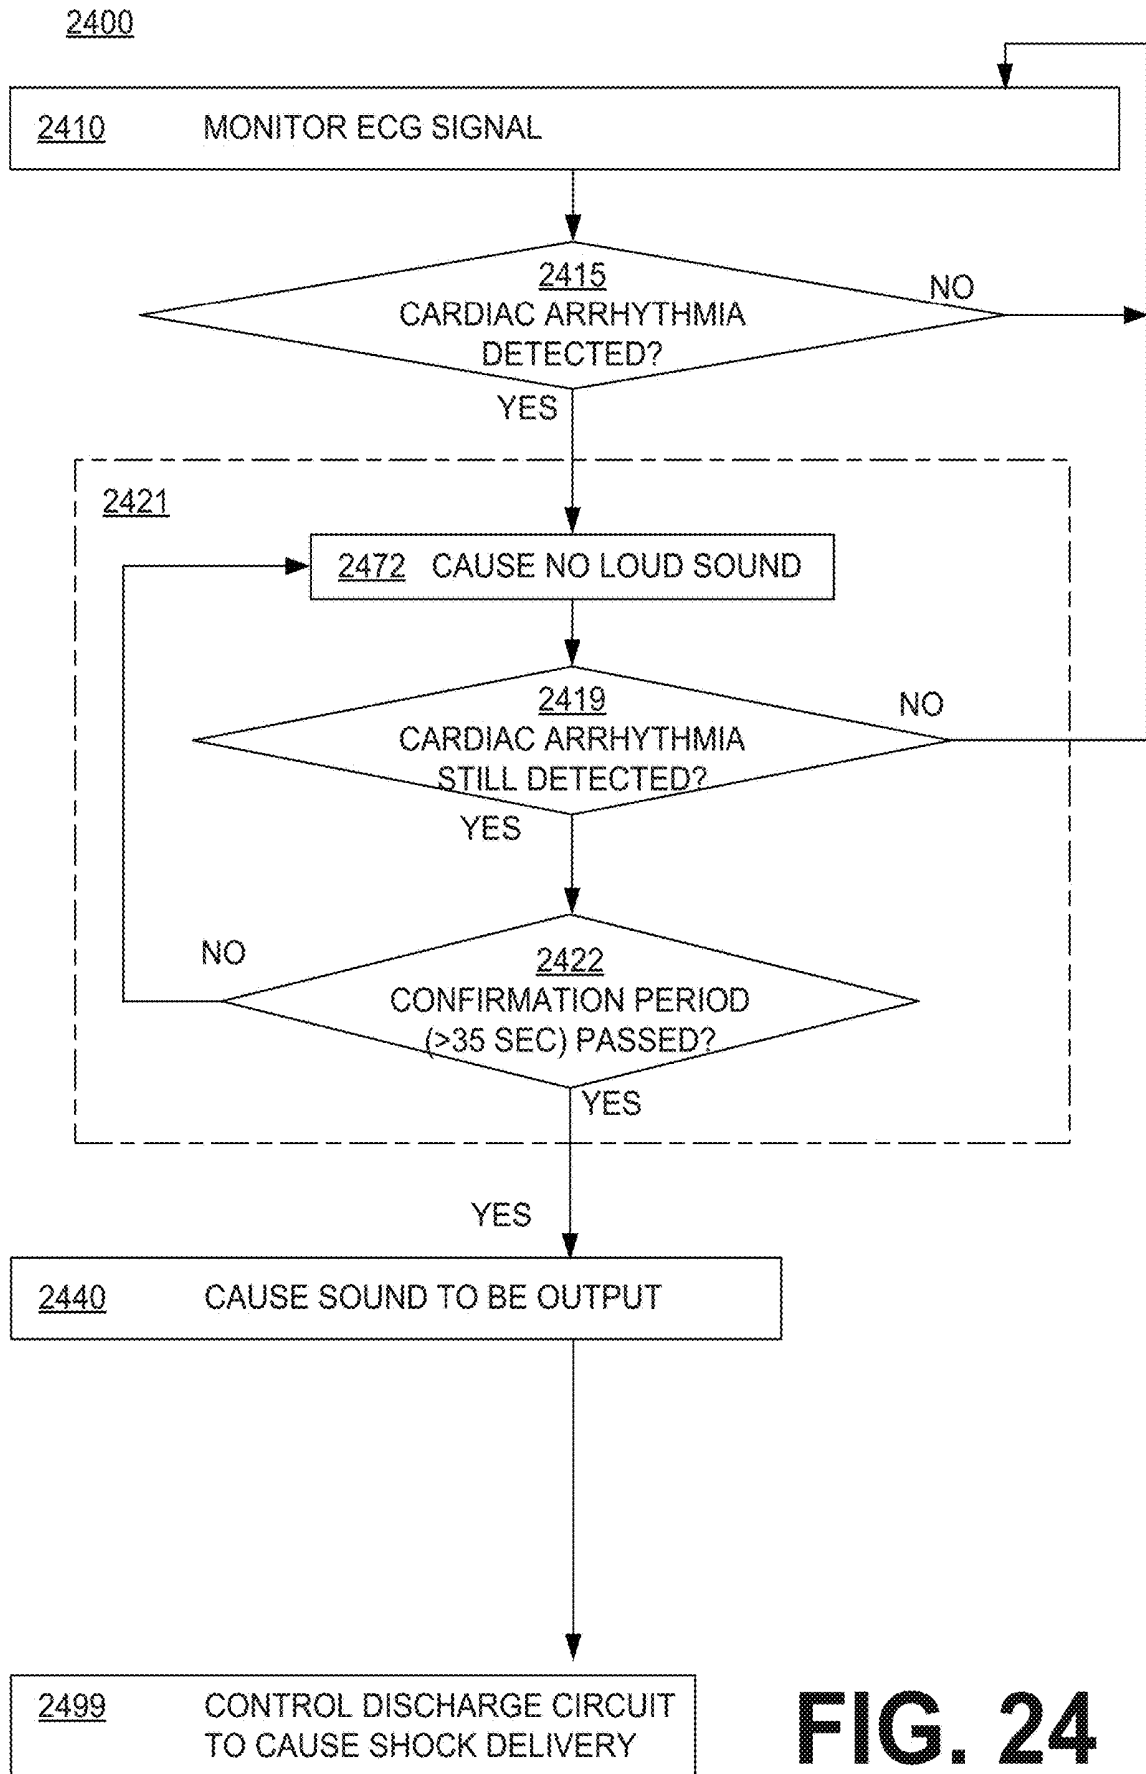 2400
2410 MONITOR ECG SIGNAL
2415
CARDIAC ARRHYTHMIA
DETECTED?
NO
YES
2421
2472 CAUSE NO LOUD SOUND
2419
CARDIAC ARRHYTHMIA
STILL DETECTED?
NO
YES
2422
CONFIRMATION PERIOD
(>35 SEC) PASSED?
NO
YES
YES
2440 CAUSE SOUND TO BE OUTPUT
2499 CONTROL DISCHARGE CIRCUIT
TO CAUSE SHOCK DELIVERY
FIG. 24